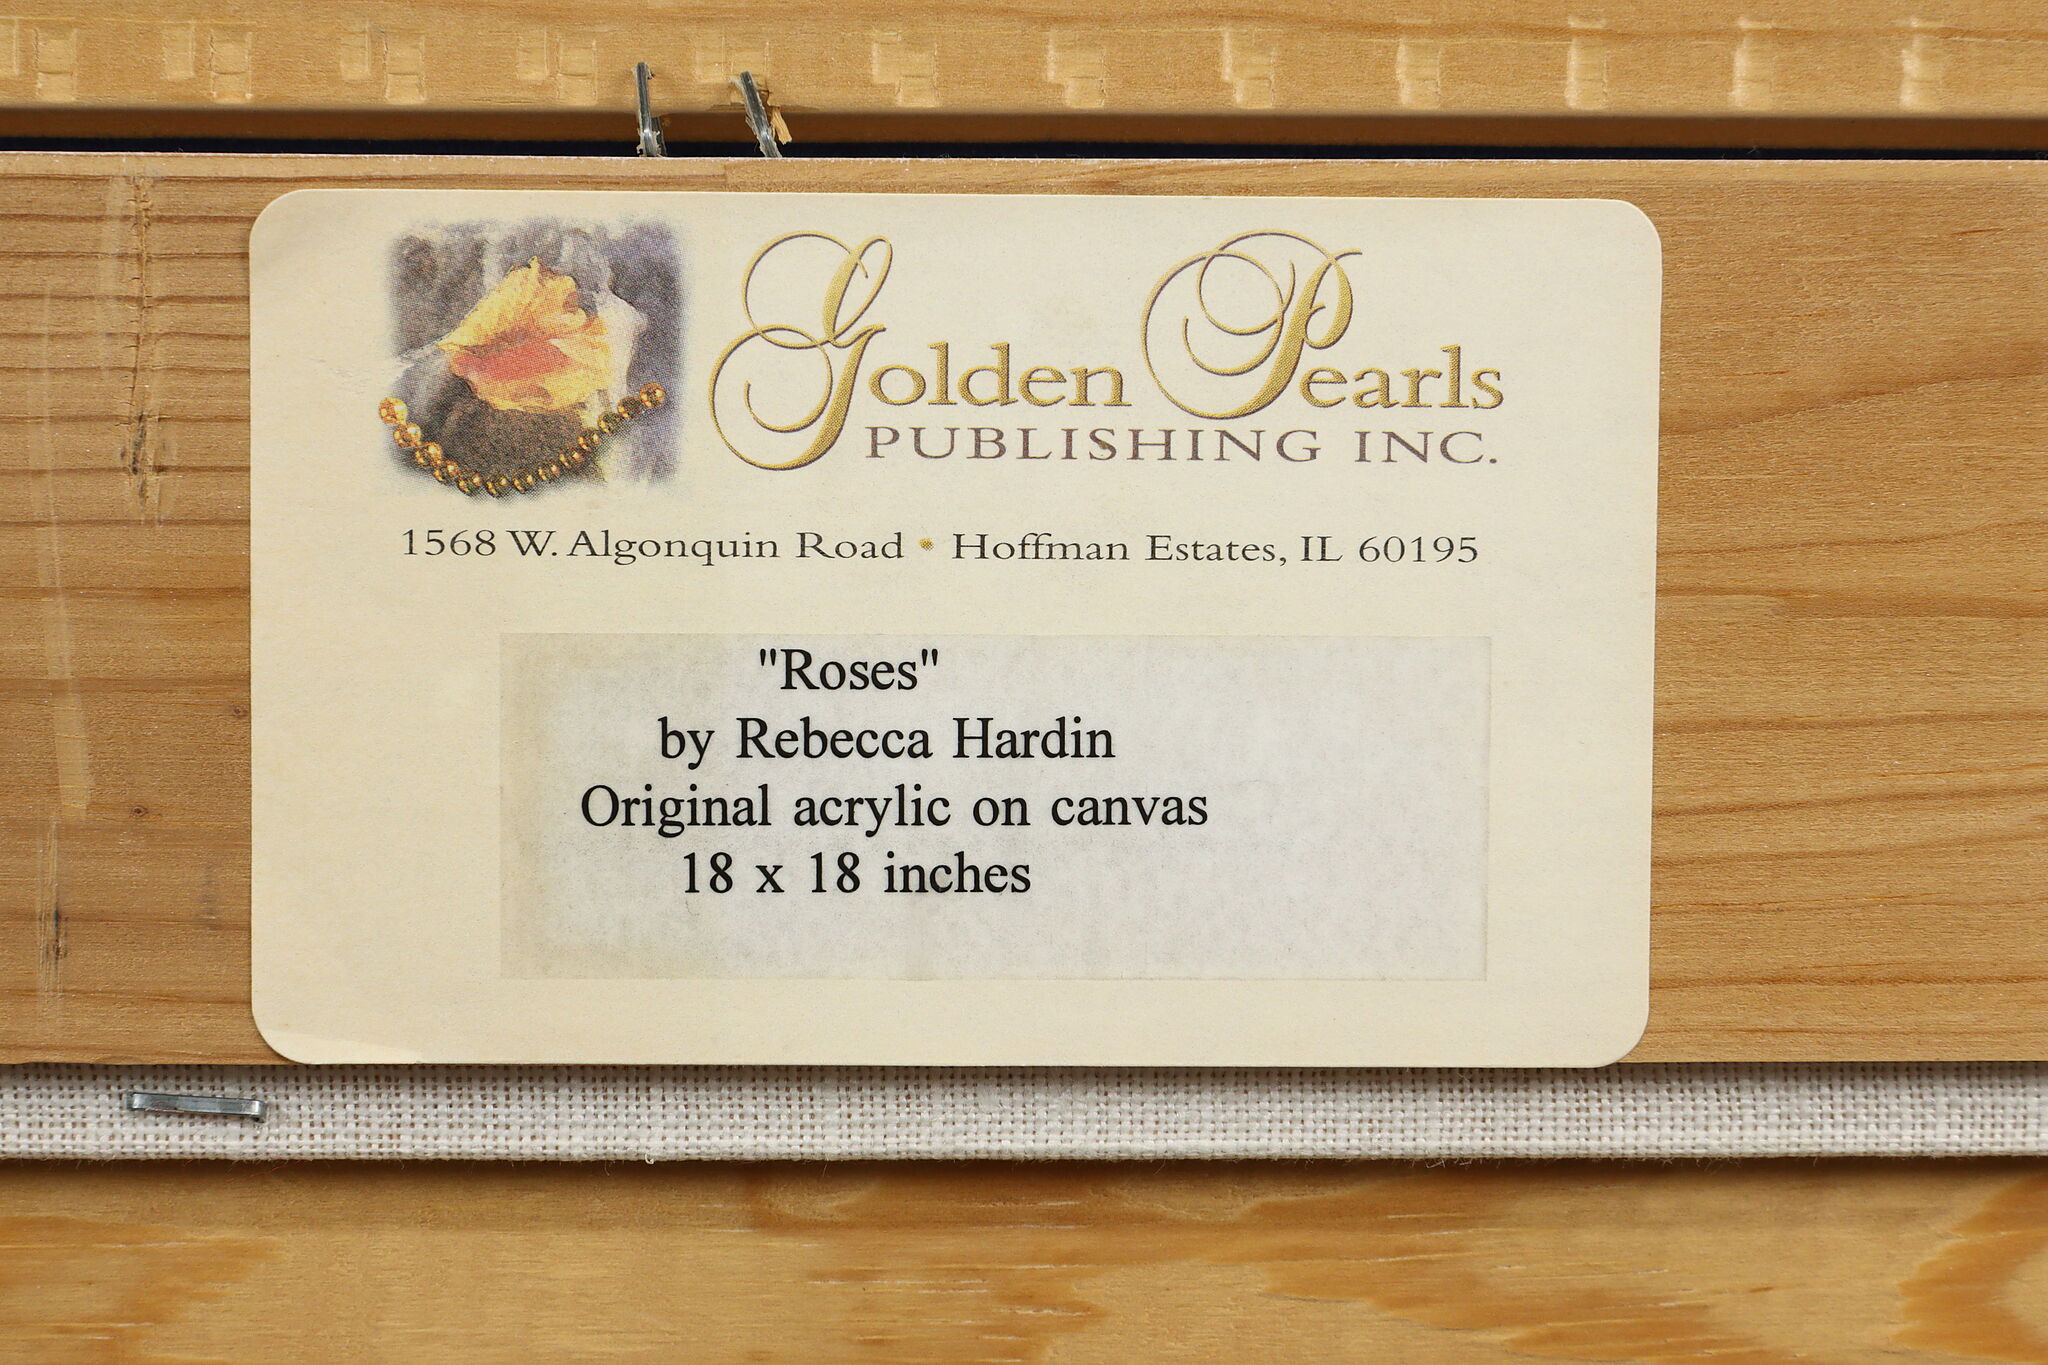 Golden Pearls
PUBLISHING INC.
1568 W. Algonquin Road • Hoffman Estates, IL 60195
"Roses"
by Rebecca Hardin
Original acrylic on canvas
18 x 18 inches